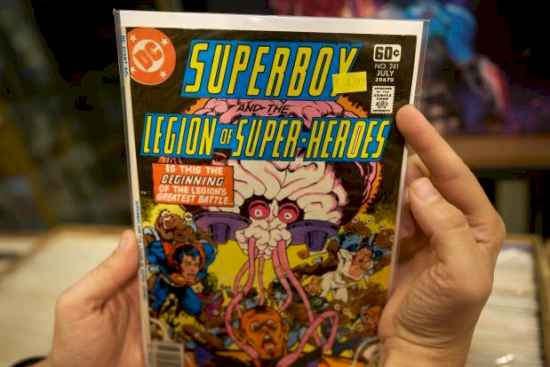 DC
SUPERBOY
AND THE
LEGION OF SUPER-HEROES
60¢
NO. 241
JULY
IS THIS THE
BEGINNING
OF THE LEGION'S
GREATEST BATTLE...